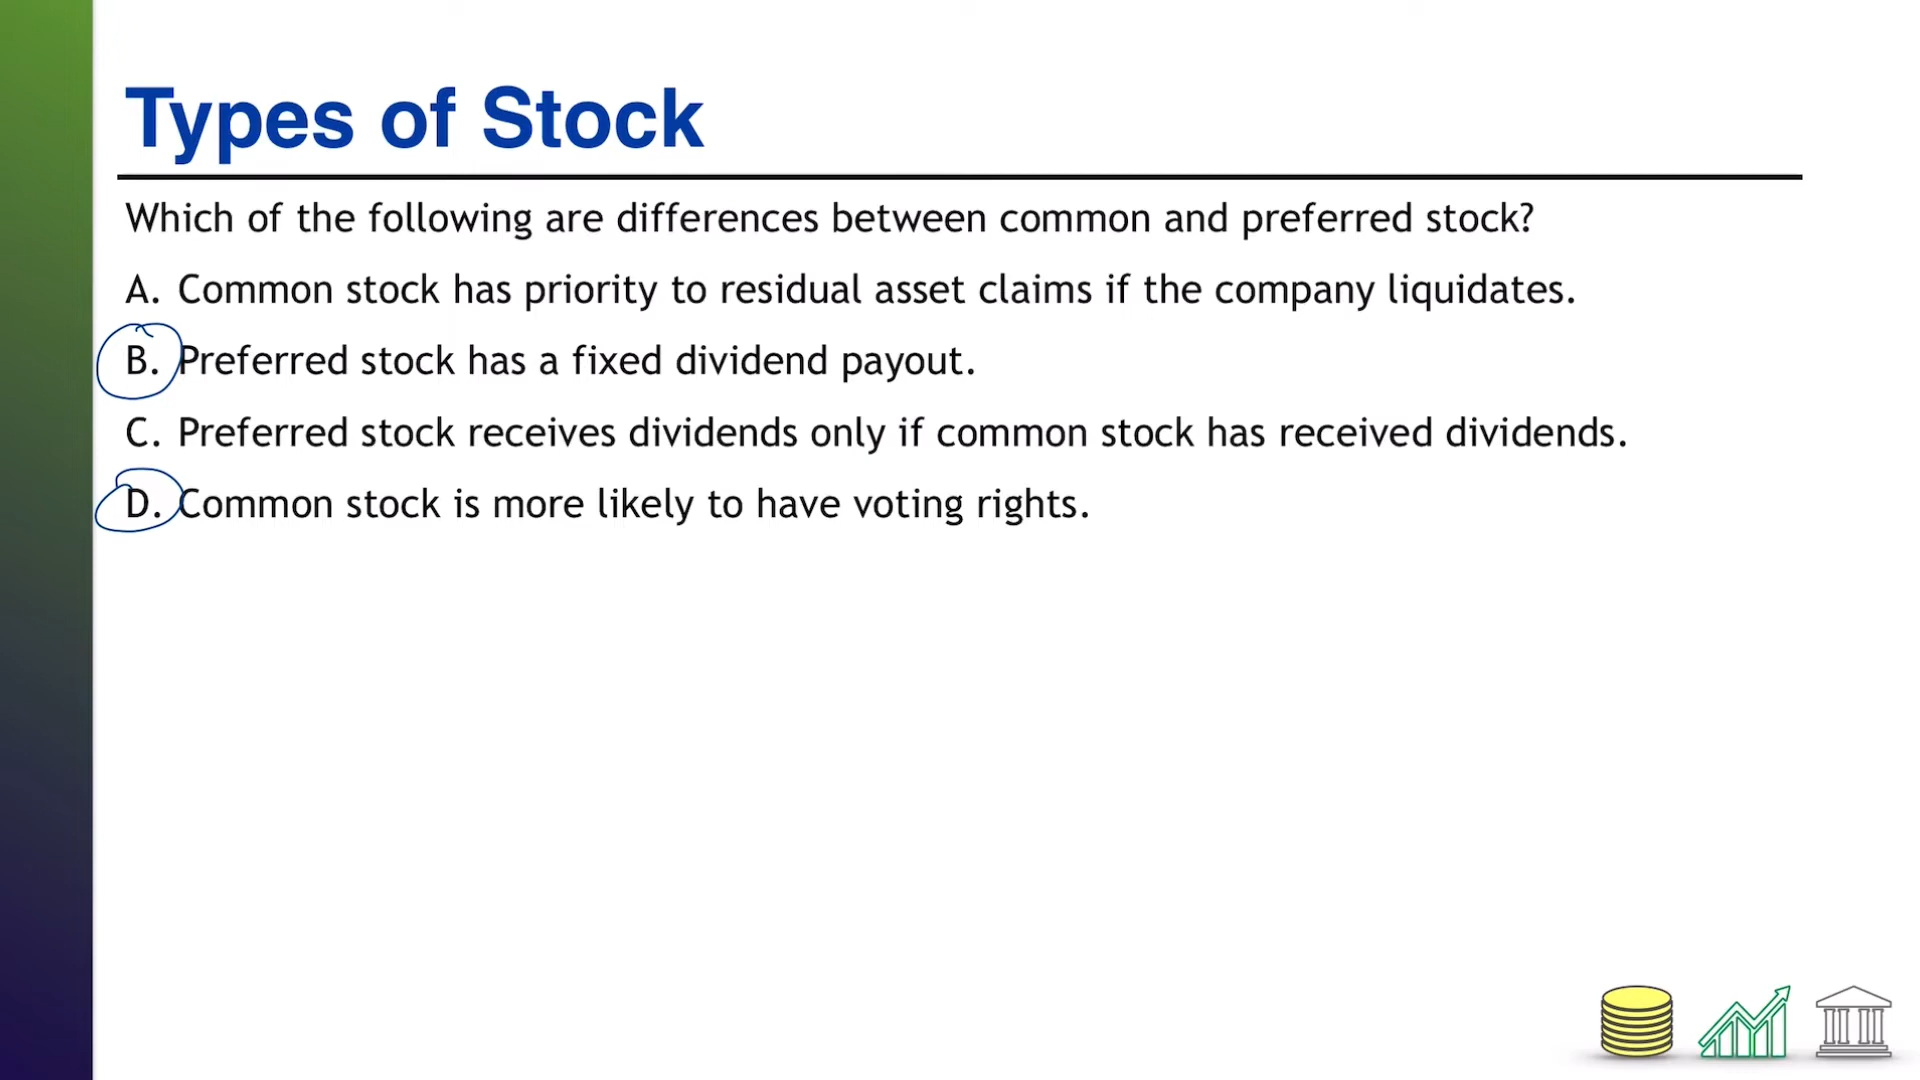 Types of Stock
Which of the following are differences between common and preferred stock?
A. Common stock has priority to residual asset claims if the company liquidates.
B. Preferred stock has a fixed dividend payout.
C. Preferred stock receives dividends only if common stock has received dividends.
D. Common stock is more likely to have voting rights.